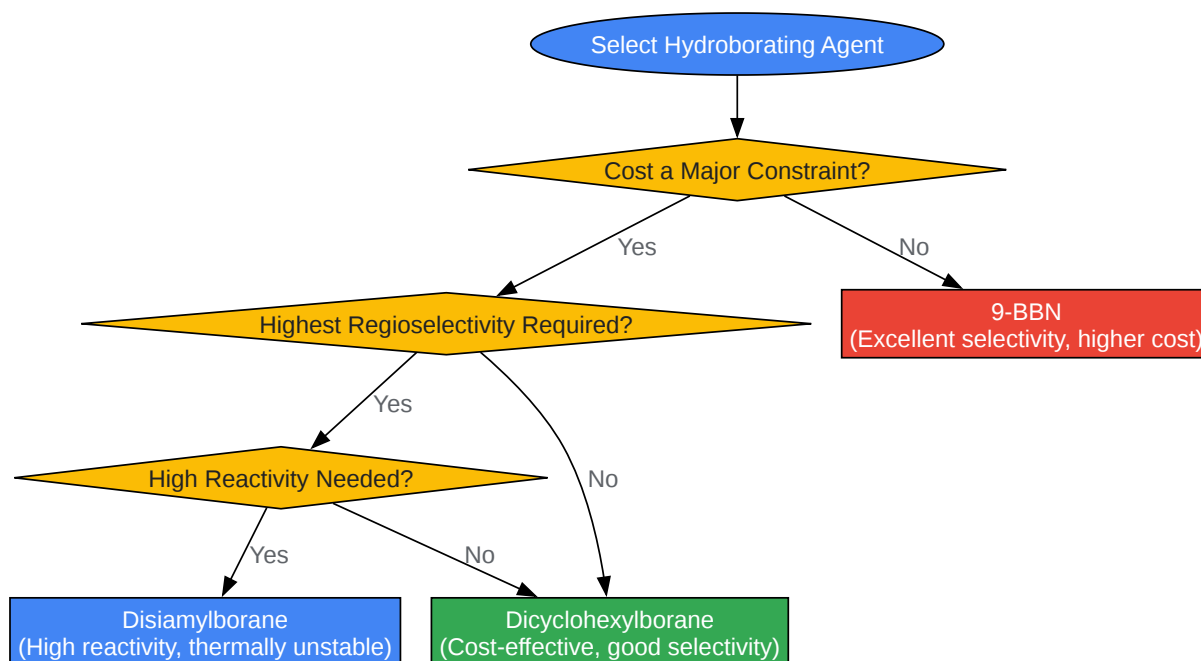 Select Hydroborating Agent
Cost a Major Constraint?
Yes
No
Highest Regioselectivity Required?
9-BBN
(Excellent selectivity, higher cost)
Yes
High Reactivity Needed?
No
Yes
No
Disiamylborane
(High reactivity, thermally unstable)
Dicyclohexylborane
(Cost-effective, good selectivity)